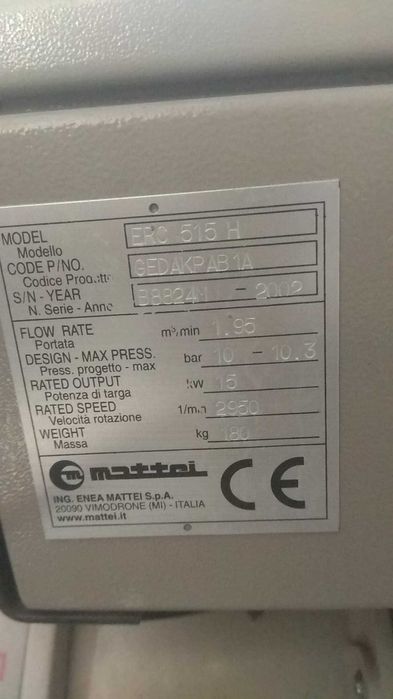 MODEL ERC 515 H
Modello
CODE P/NO. GEDAKPAB1A
Codice Prodotto
S/N - YEAR B8824M - 2002
N. Serie - Anno
FLOW RATE m³/min 1.95
Portata
DESIGN - MAX PRESS. bar 10 - 10.3
Press. progetto - max
RATED OUTPUT kW 15
Potenza di targa
RATED SPEED 1/min 2950
Velocità rotazione
WEIGHT kg 180
Massa
m mattei CE
ING. ENEA MATTEI S.p.A.
20090 VIMODRONE (MI) - ITALIA
www.mattei.it